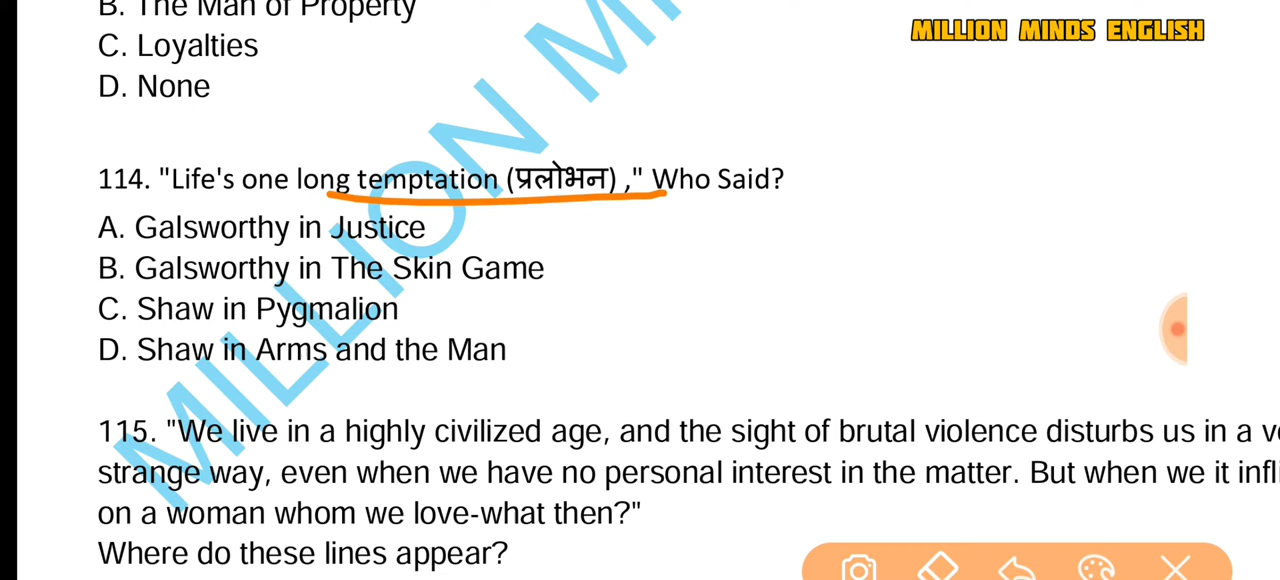 B. The Man of Property
MILLION MINDS ENGLISH
C. Loyalties
D. None
114. "Life's one long temptation (प्रलोभन) ," Who Said?
A. Galsworthy in Justice
B. Galsworthy in The Skin Game
C. Shaw in Pygmalion
D. Shaw in Arms and the Man
115. "We live in a highly civilized age, and the sight of brutal violence disturbs us in a
strange way, even when we have no personal interest in the matter. But when we it
on a woman whom we love-what then?"
Where do these lines appear?
MILLION M